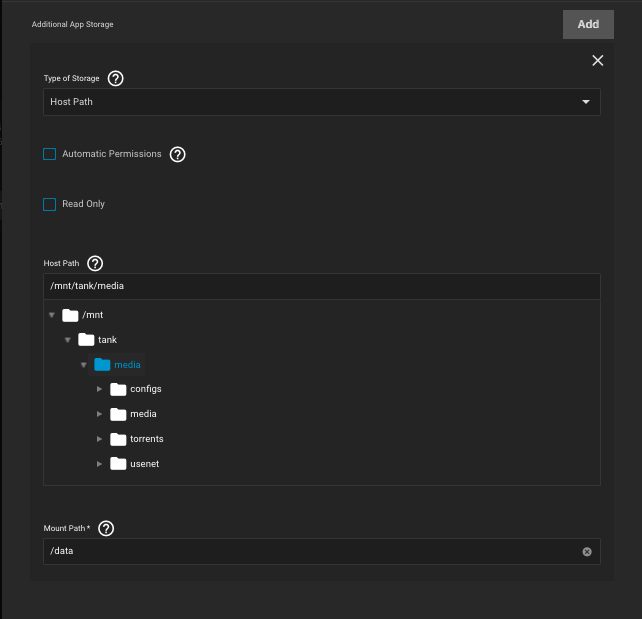 Additional App Storage
Add
Type of Storage
Host Path
Automatic Permissions
Read Only
Host Path
/mnt/tank/media
/mnt
tank
media
configs
media
torrents
usenet
Mount Path *
/data